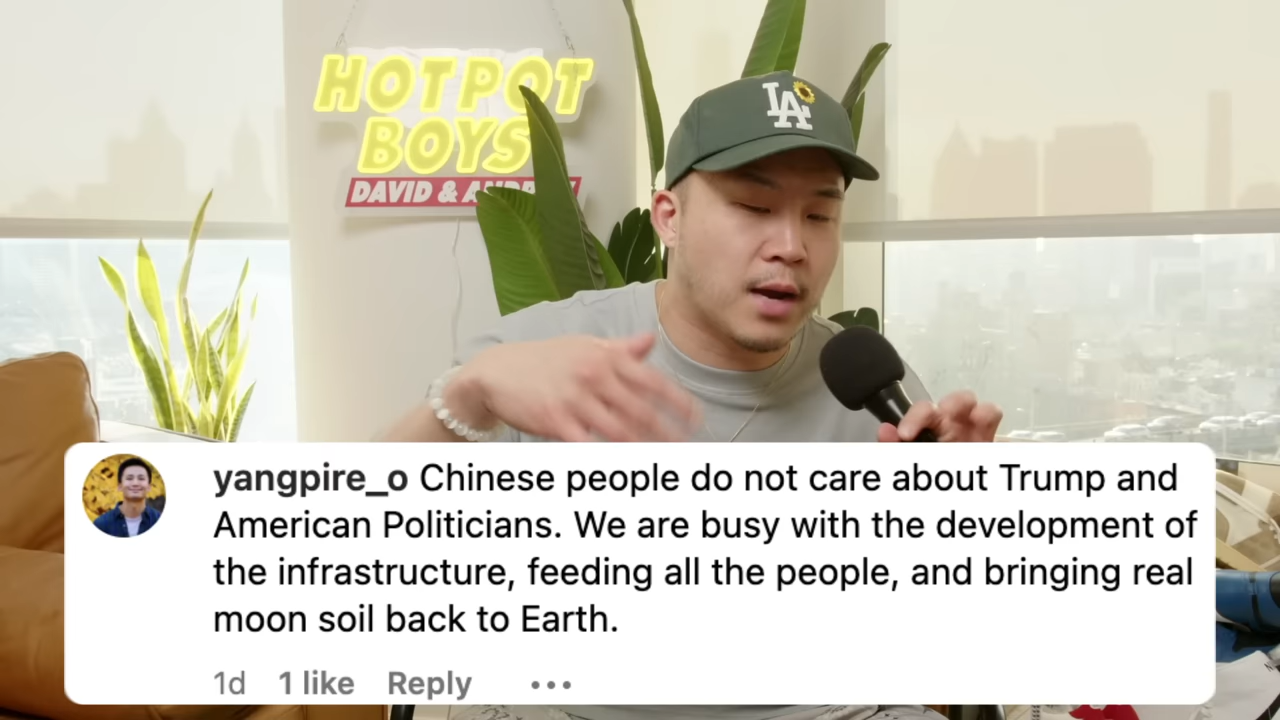 HOTPOT
BOYS
DAVID &
LA
yangpire_o Chinese people do not care about Trump and
American Politicians. We are busy with the development of
the infrastructure, feeding all the people, and bringing real
moon soil back to Earth.
1d 1 like Reply ...